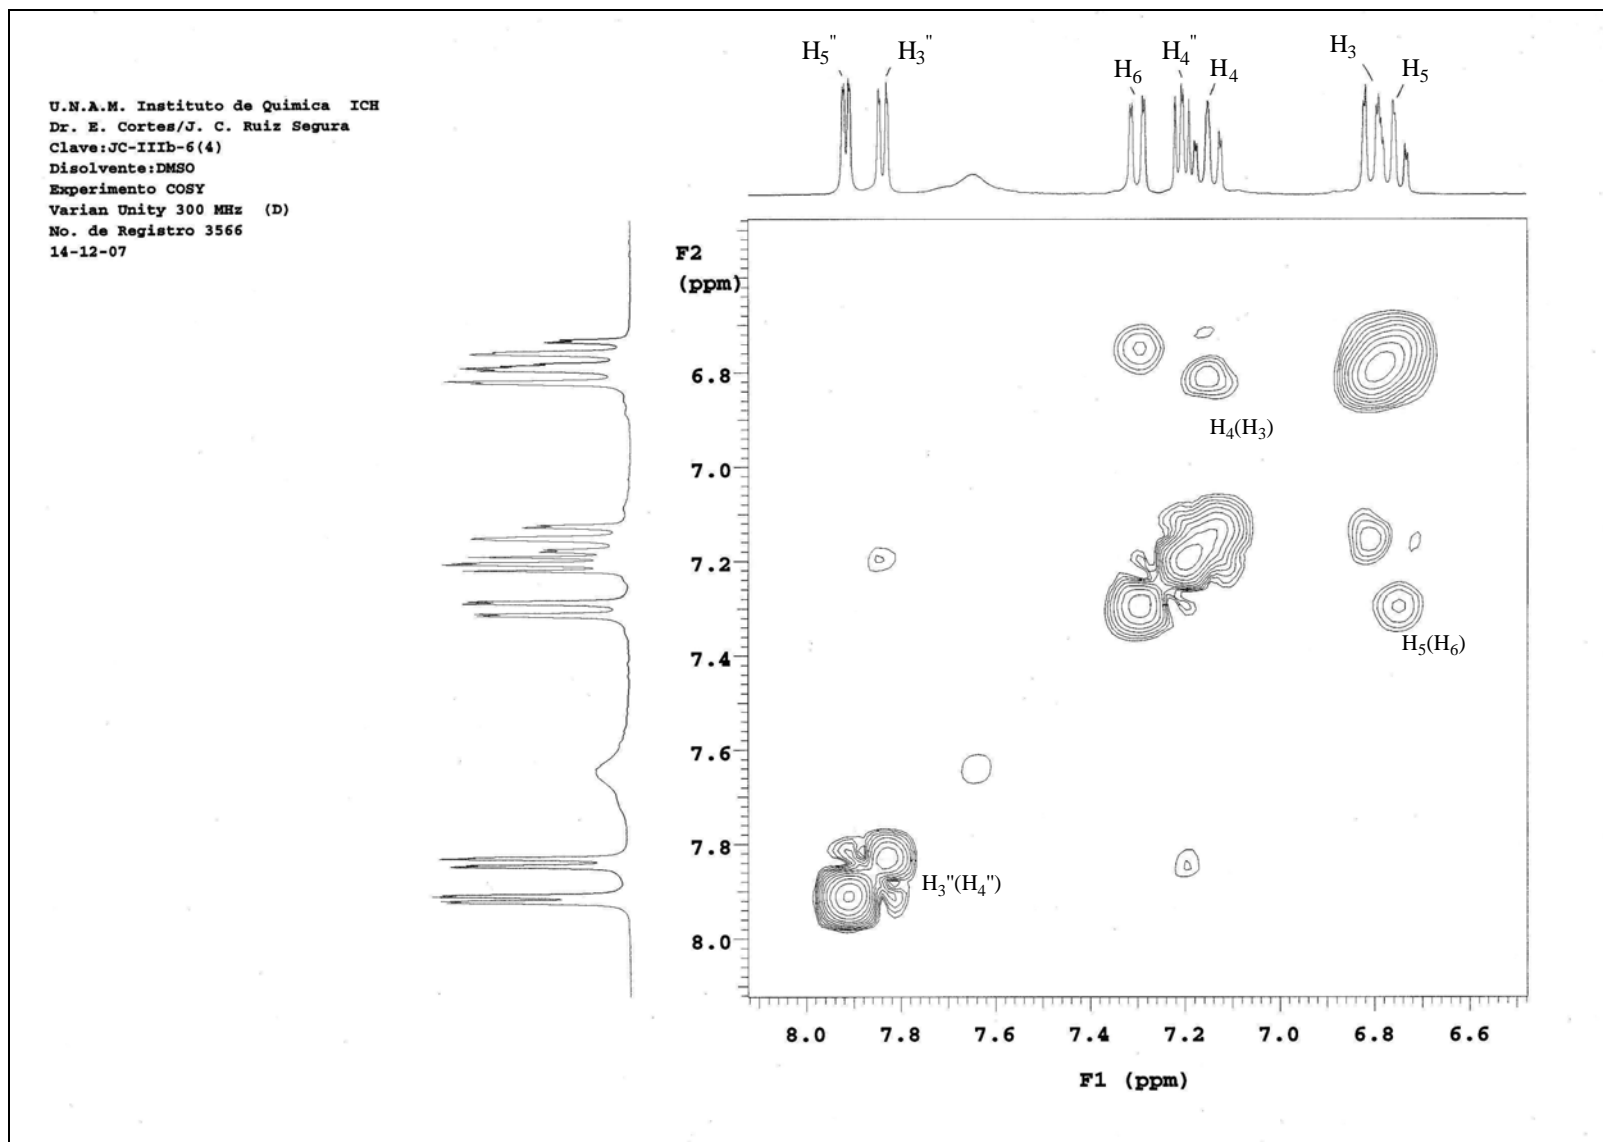 H5" H3" H6 H4" H4 H3 H5
U.N.A.M. Instituto de Quimica ICH
Dr. E. Cortes/J. C. Ruiz Segura
Clave:JC-IIIb-6(4)
Disolvente:DMSO
Experimento COSY
Varian Unity 300 MHz (D)
No. de Registro 3566
14-12-07
F2
(ppm)
6.8
H4(H3)
7.0
7.2
H5(H6)
7.4
7.6
7.8
H3"(H4")
8.0
8.0 7.8 7.6 7.4 7.2 7.0 6.8 6.6
F1 (ppm)